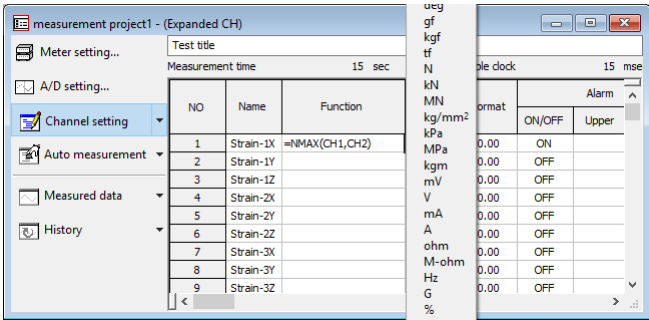 measurement project1 - (Expanded CH)
Meter setting...
A/D setting...
Channel setting
Auto measurement
Measured data
History
Test title
Measurement time 15 sec
ple clock 15 mse
NO Name Function ormat Alarm
ON/OFF Upper
1 Strain-1X =NMAX(CH1,CH2) 0.00 ON
2 Strain-1Y 0.00 OFF
3 Strain-1Z 0.00 OFF
4 Strain-2X 0.00 OFF
5 Strain-2Y 0.00 OFF
6 Strain-2Z 0.00 OFF
7 Strain-3X 0.00 OFF
8 Strain-3Y 0.00 OFF
9 Strain-3Z 0.00 OFF
deg
gf
kgf
tf
N
kN
MN
kg/mm²
kPa
MPa
kgm
mV
V
mA
A
ohm
M-ohm
Hz
G
%